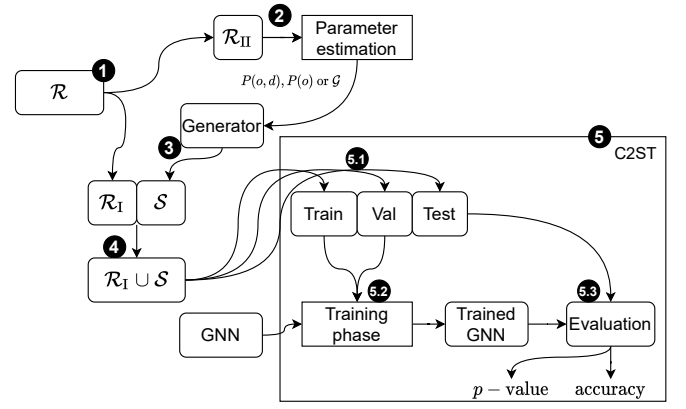 1
ℛ
2
ℛ_II
Parameter
estimation
P(o, d), P(o) or 𝒢
Generator
3
ℛ_I
𝒮
4
ℛ_I ∪ 𝒮
5
C2ST
5.1
Train
Val
Test
5.2
5.3
GNN
Training
phase
Trained
GNN
Evaluation
p − value
accuracy